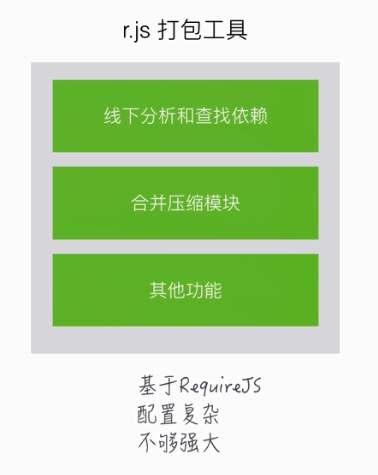 r.js 打包工具
线下分析和查找依赖
合并压缩模块
其他功能
基于RequireJS
配置复杂
不够强大